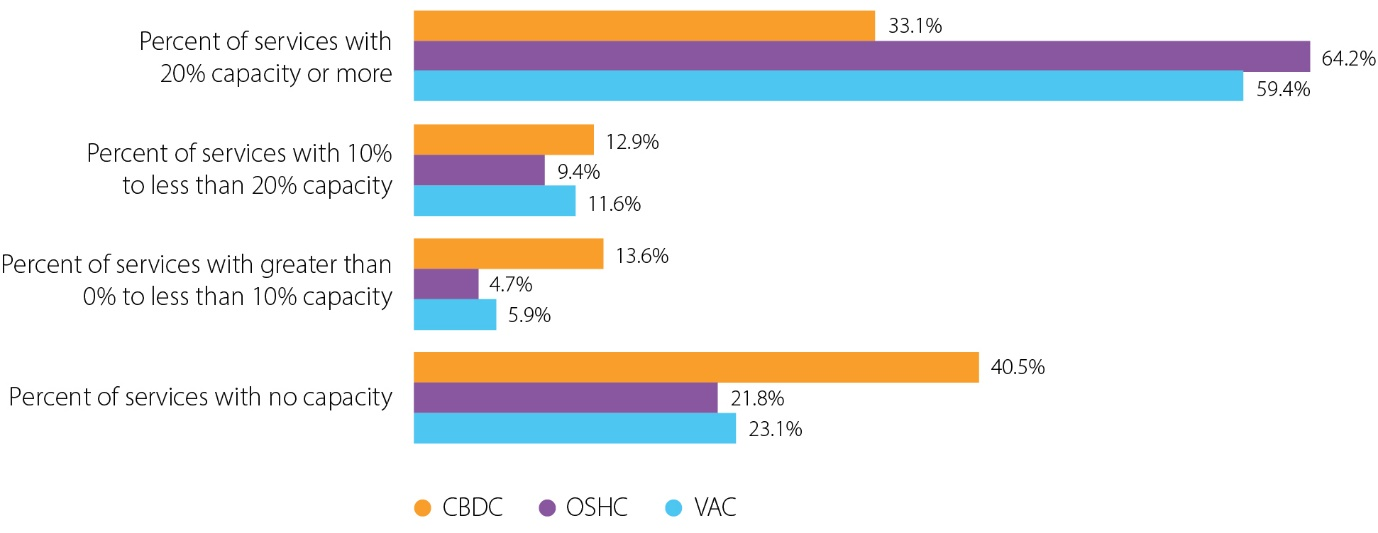 Percent of services with
20% capacity or more
33.1%
64.2%
59.4%
Percent of services with 10%
to less than 20% capacity
12.9%
9.4%
11.6%
Percent of services with greater than
0% to less than 10% capacity
13.6%
4.7%
5.9%
Percent of services with no capacity
40.5%
21.8%
23.1%
CBDC OSHC VAC